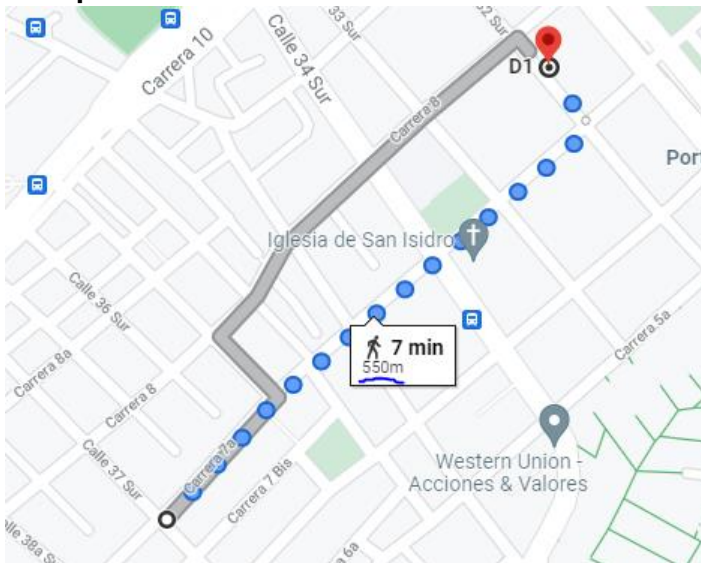 Carrera 10
Calle 34 Sur
33 Sur
32 Sur
D1
Carrera 8
Port
Iglesia de San Isidro
Calle 36 Sur
7 min
550m
Carrera 5a
Carrera 8a
Carrera 8
Calle 37 Sur
Carrera 7a
Carrera 7 Bis
Western Union -
Acciones & Valores
Calle 38a S
Carrera 6a